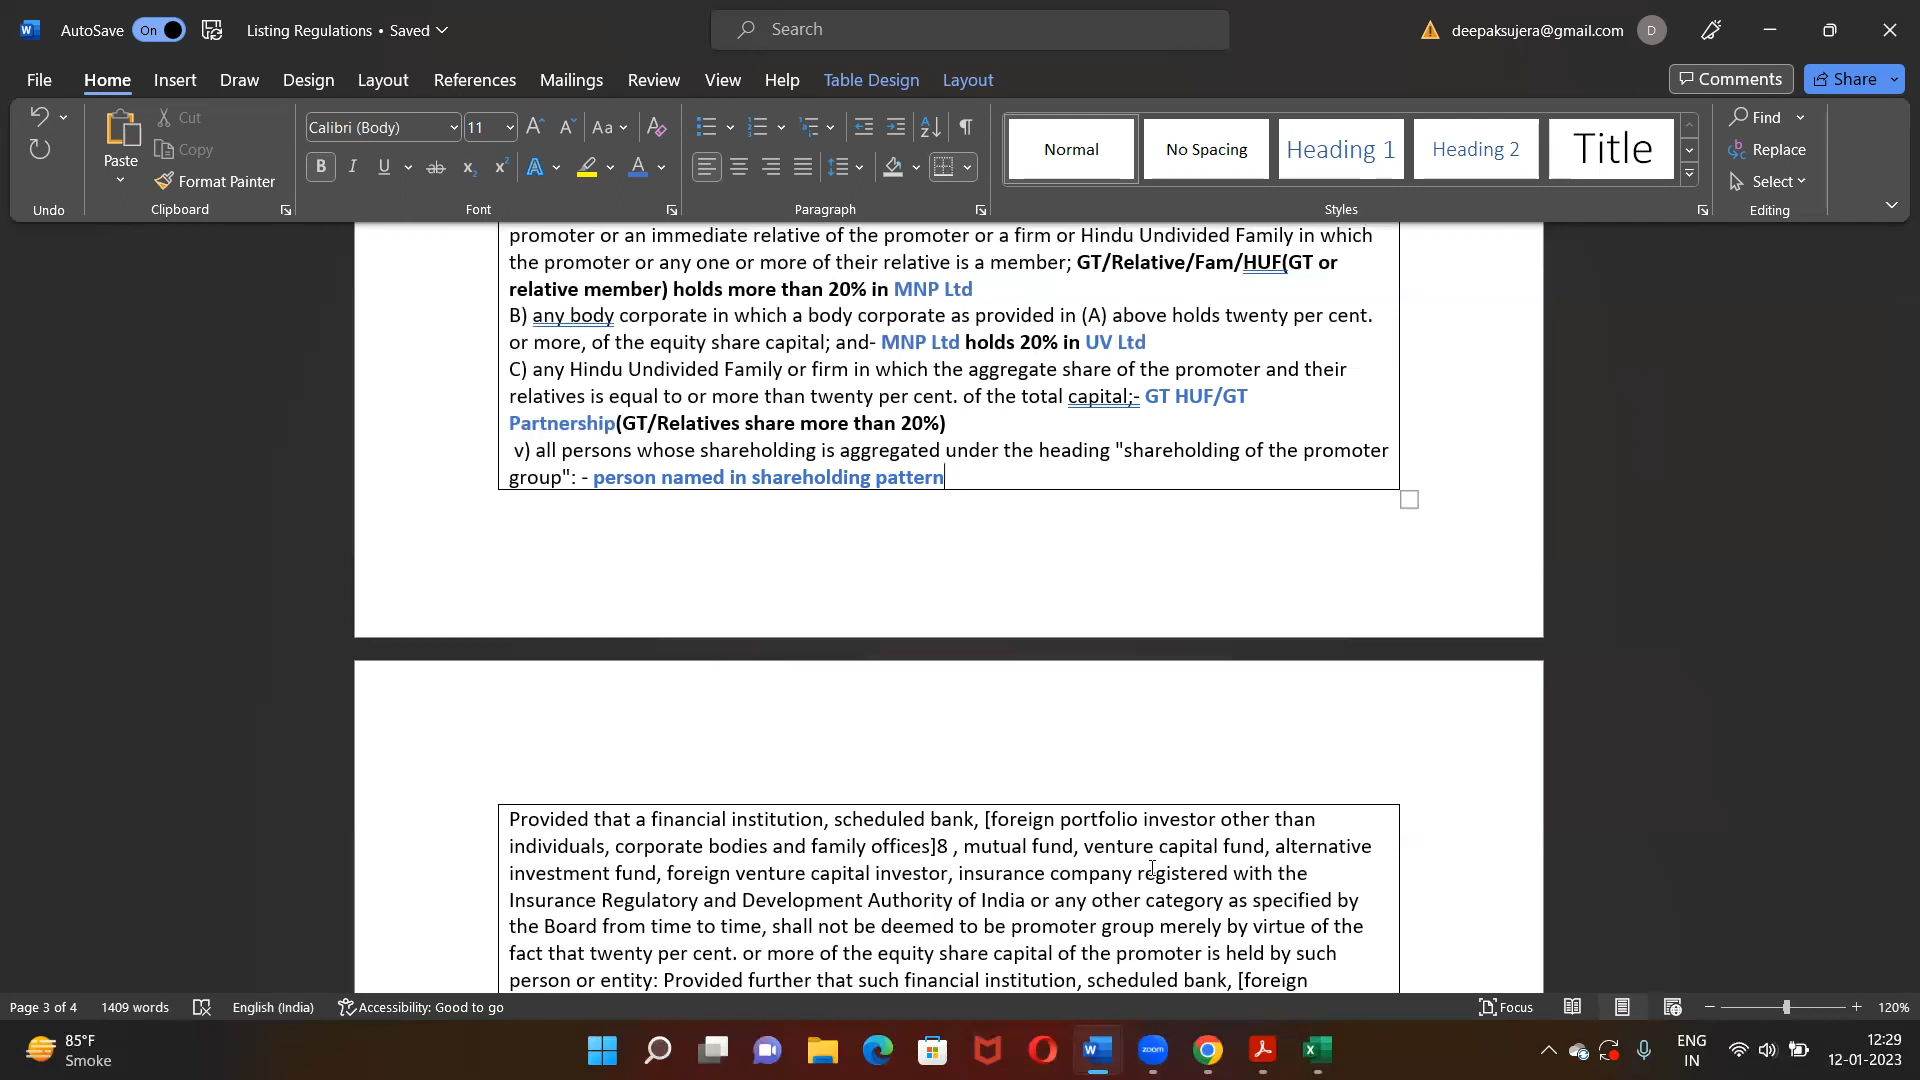 AutoSave On Listing Regulations • Saved Search deepaksujera@gmail.com D
File Home Insert Draw Design Layout References Mailings Review View Help Table Design Layout Comments Share
Paste Cut Copy Format Painter
Calibri (Body) 11
Normal No Spacing Heading 1 Heading 2 Title
Find Replace Select
Undo Clipboard Font Paragraph Styles Editing
promoter or an immediate relative of the promoter or a firm or Hindu Undivided Family in which
the promoter or any one or more of their relative is a member; GT/Relative/Fam/HUF(GT or
relative member) holds more than 20% in MNP Ltd
B) any body corporate in which a body corporate as provided in (A) above holds twenty per cent.
or more, of the equity share capital; and- MNP Ltd holds 20% in UV Ltd
C) any Hindu Undivided Family or firm in which the aggregate share of the promoter and their
relatives is equal to or more than twenty per cent. of the total capital;- GT HUF/GT
Partnership(GT/Relatives share more than 20%)
v) all persons whose shareholding is aggregated under the heading "shareholding of the promoter
group": - person named in shareholding pattern
Provided that a financial institution, scheduled bank, [foreign portfolio investor other than
individuals, corporate bodies and family offices]8 , mutual fund, venture capital fund, alternative
investment fund, foreign venture capital investor, insurance company registered with the
Insurance Regulatory and Development Authority of India or any other category as specified by
the Board from time to time, shall not be deemed to be promoter group merely by virtue of the
fact that twenty per cent. or more of the equity share capital of the promoter is held by such
person or entity: Provided further that such financial institution, scheduled bank, [foreign
Page 3 of 4 1409 words English (India) Accessibility: Good to go Focus 120%
85°F
Smoke
zoom
ENG
IN
12:29
12-01-2023